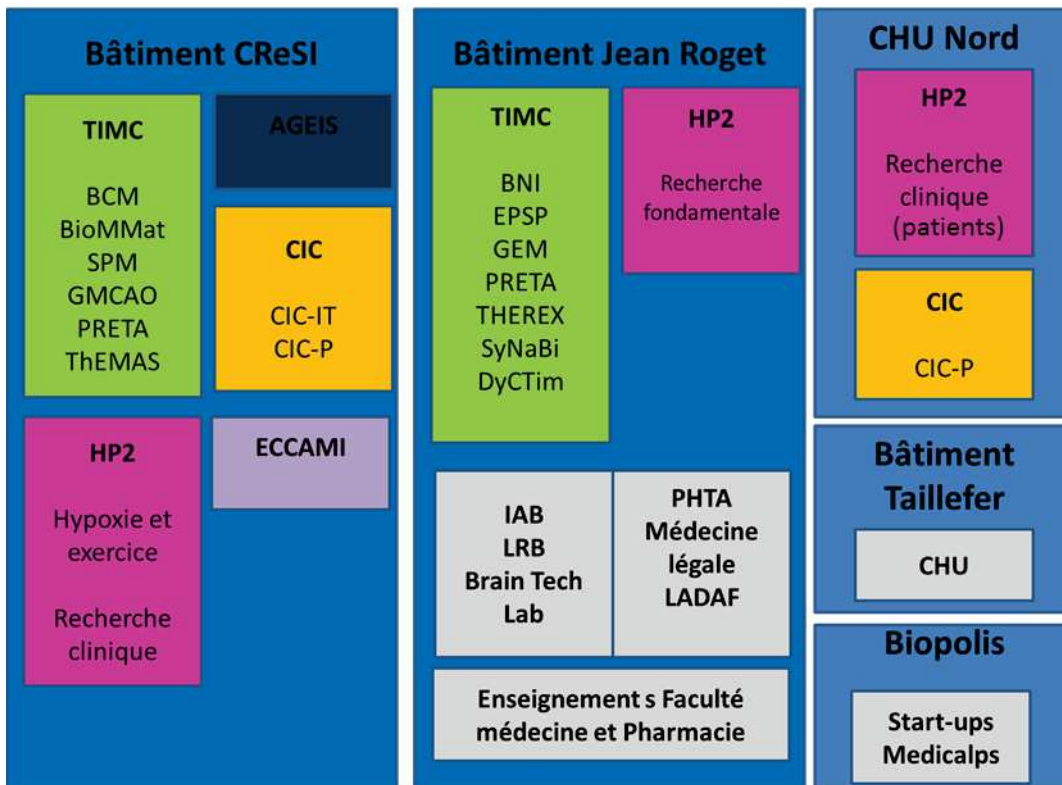 Bâtiment CReSI
TIMC
BCM
BioMMat
SPM
GMCAO
PRETA
ThEMAS
AGEIS
CIC
CIC-IT
CIC-P
HP2
Hypoxie et
exercice
Recherche
clinique
ECCAMI
Bâtiment Jean Roget
TIMC
BNI
EPSP
GEM
PRETA
THEREX
SyNaBi
DyCTim
HP2
Recherche
fondamentale
IAB
LRB
Brain Tech
Lab
PHTA
Médecine
légale
LADAF
Enseignement s Faculté
médecine et Pharmacie
CHU Nord
HP2
Recherche
clinique
(patients)
CIC
CIC-P
Bâtiment
Taillefer
CHU
Biopolis
Start-ups
Medicalps